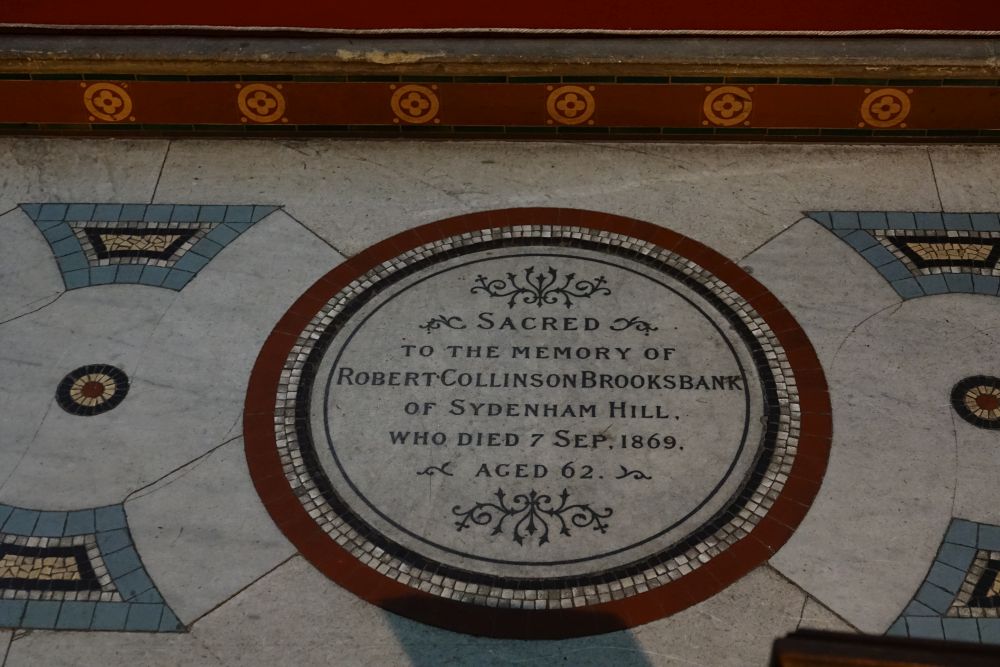 SACRED
TO THE MEMORY OF
ROBERT COLLINSON BROOKSBANK
OF SYDENHAM HILL,
WHO DIED 7 SEP. 1869.
AGED 62.